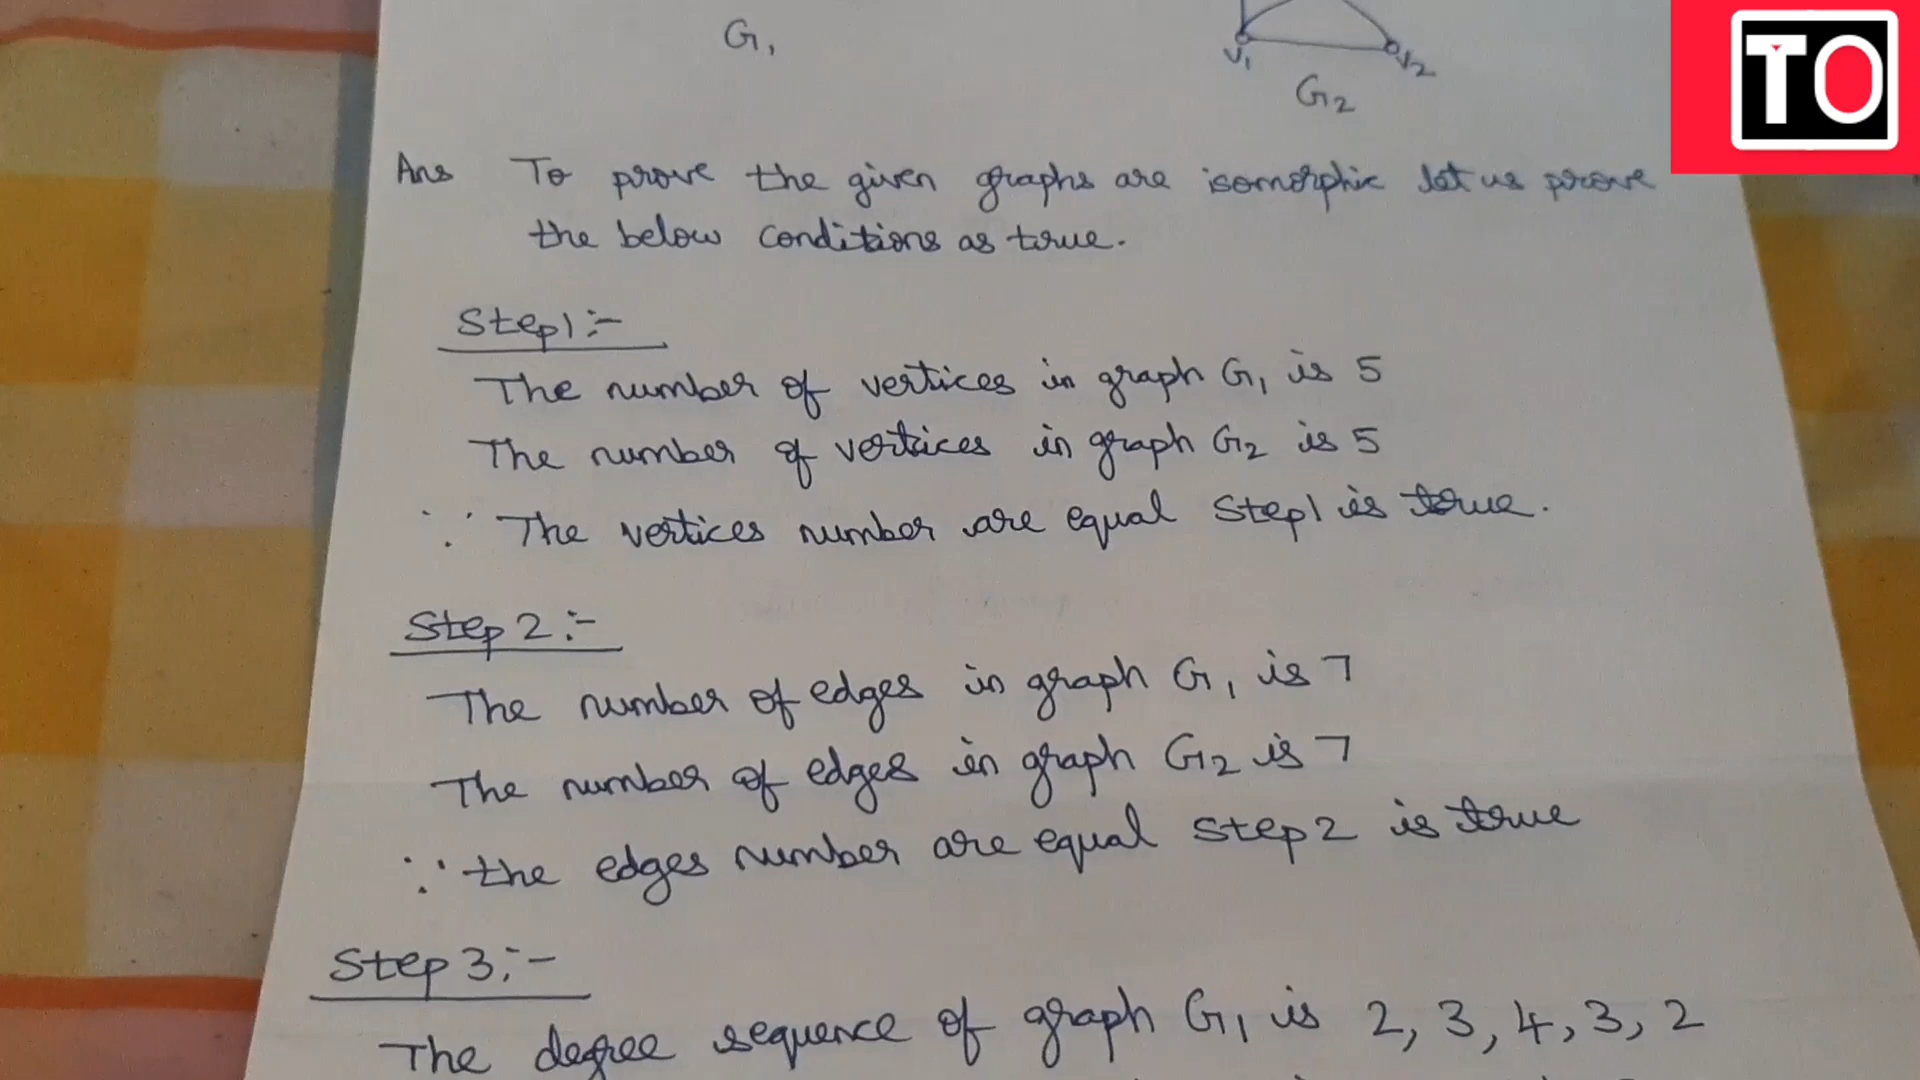 TO
G1
V1
V2
G2
Ans To prove the given graphs are isomorphic let us prove
the below conditions as true.
Step1:-
The number of vertices in graph G1 is 5
The number of vertices in graph G2 is 5
∵ The vertices number are equal Step1 is true.
Step 2:-
The number of edges in graph G1 is 7
The number of edges in graph G2 is 7
∵ the edges number are equal step 2 is true
Step 3:-
The degree sequence of graph G1 is 2, 3, 4, 3, 2